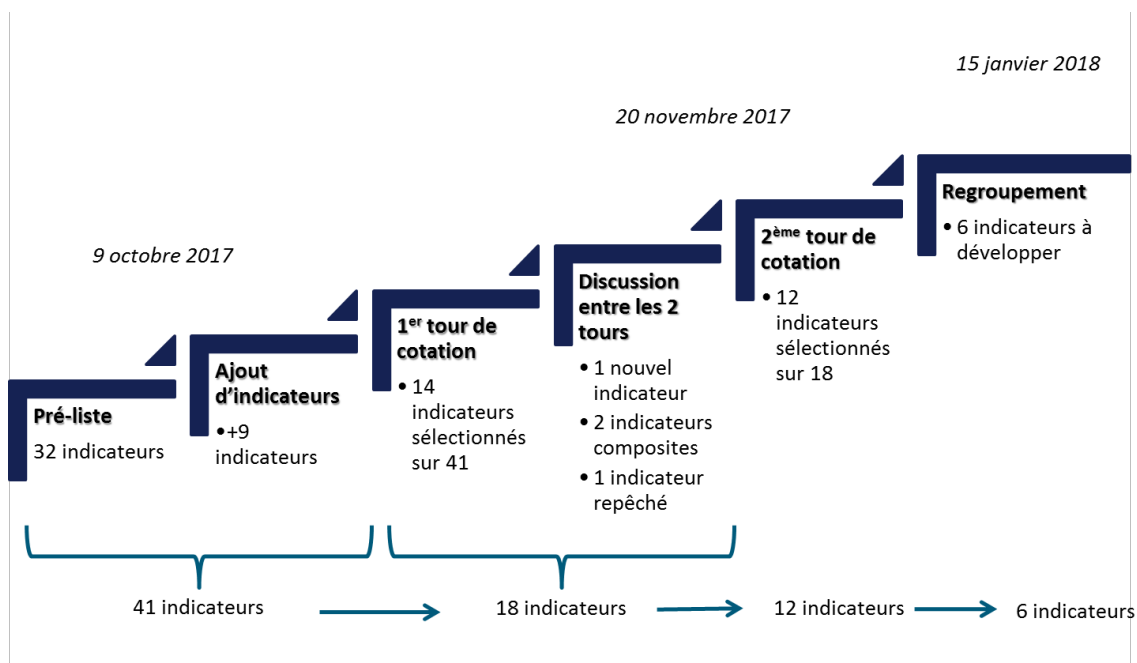 15 janvier 2018
20 novembre 2017
9 octobre 2017
Pré-liste
32 indicateurs
Ajout
d’indicateurs
•+9
indicateurs
1er tour de
cotation
• 14
indicateurs
sélectionnés
sur 41
Discussion
entre les 2
tours
• 1 nouvel
indicateur
• 2 indicateurs
composites
• 1 indicateur
repêché
2ème tour de
cotation
• 12
indicateurs
sélectionnés
sur 18
Regroupement
• 6 indicateurs à
développer
41 indicateurs
18 indicateurs
12 indicateurs
6 indicateurs